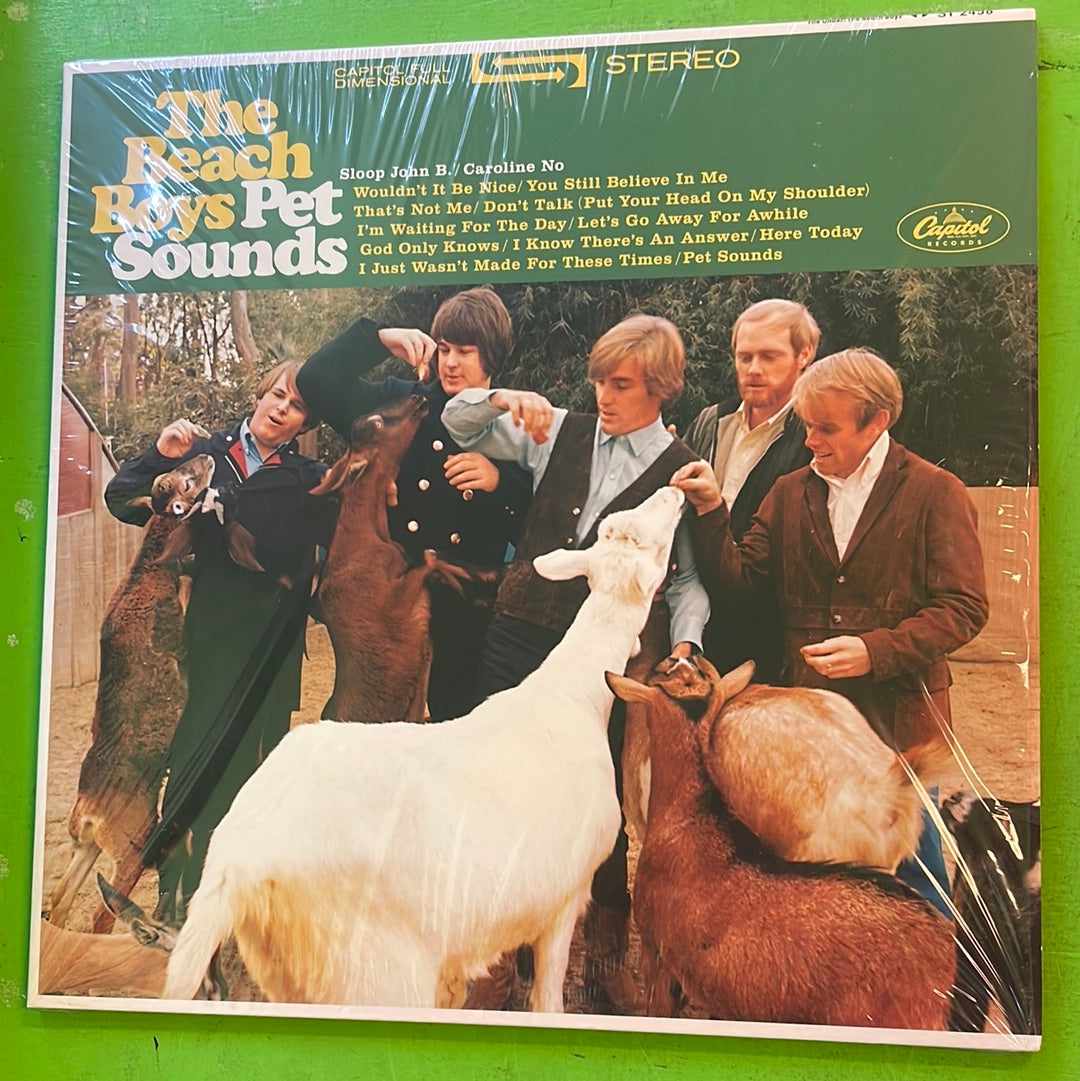 ST 2458
CAPITOL FULL
DIMENSIONAL
STEREO
The
Beach
Boys Pet
Sounds
Sloop John B./Caroline No
Wouldn't It Be Nice/You Still Believe In Me
That's Not Me/Don't Talk (Put Your Head On My Shoulder)
I'm Waiting For The Day/Let's Go Away For Awhile
God Only Knows/I Know There's An Answer/Here Today
I Just Wasn't Made For These Times/Pet Sounds
Capitol
RECORDS